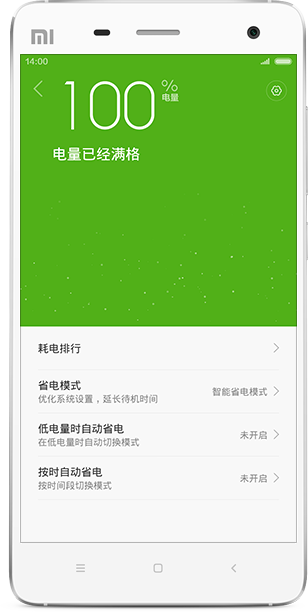 MI
14:00
100 %
电量
电量已经满格
耗电排行
省电模式
优化系统设置，延长待机时间
智能省电模式
低电量时自动省电
在低电量时自动切换模式
未开启
按时自动省电
按时间段切换模式
未开启